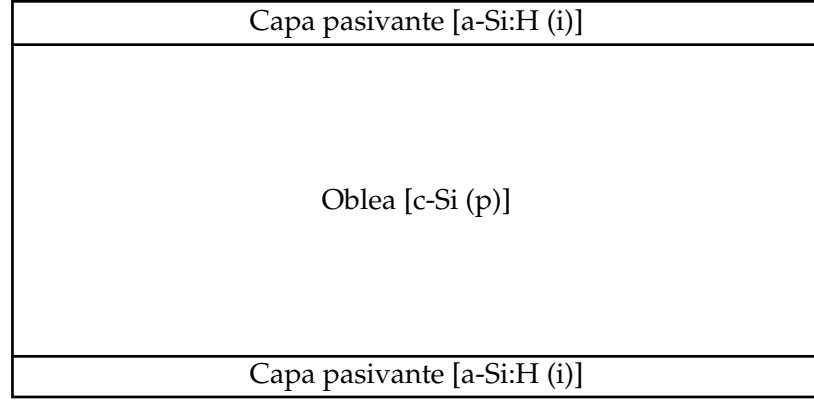 Capa pasivante [a-Si:H (i)]
Oblea [c-Si (p)]
Capa pasivante [a-Si:H (i)]